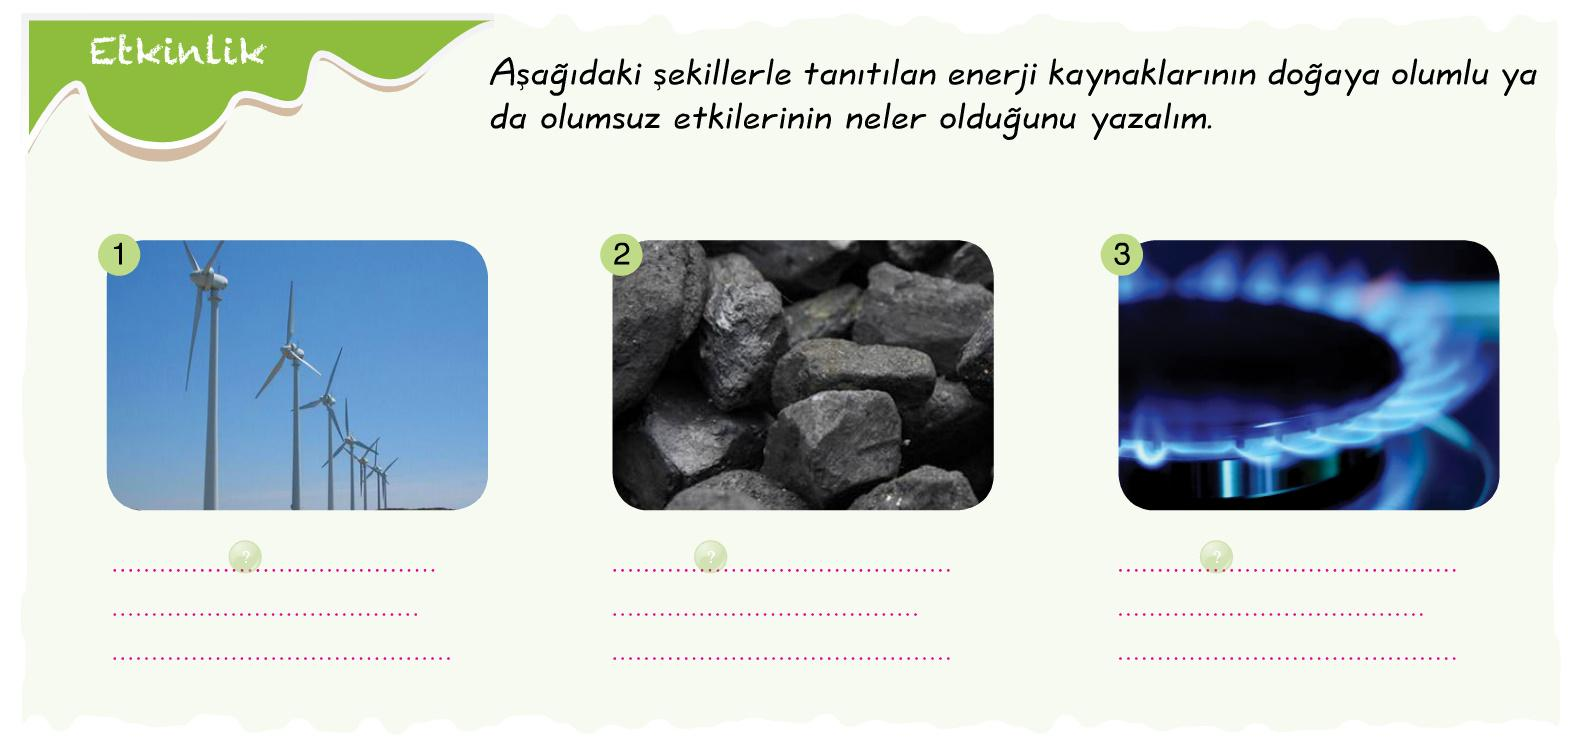 Etkinlik
Aşağıdaki şekillerle tanıtılan enerji kaynaklarının doğaya olumlu ya
da olumsuz etkilerinin neler olduğunu yazalım.
1
2
3
?
?
?